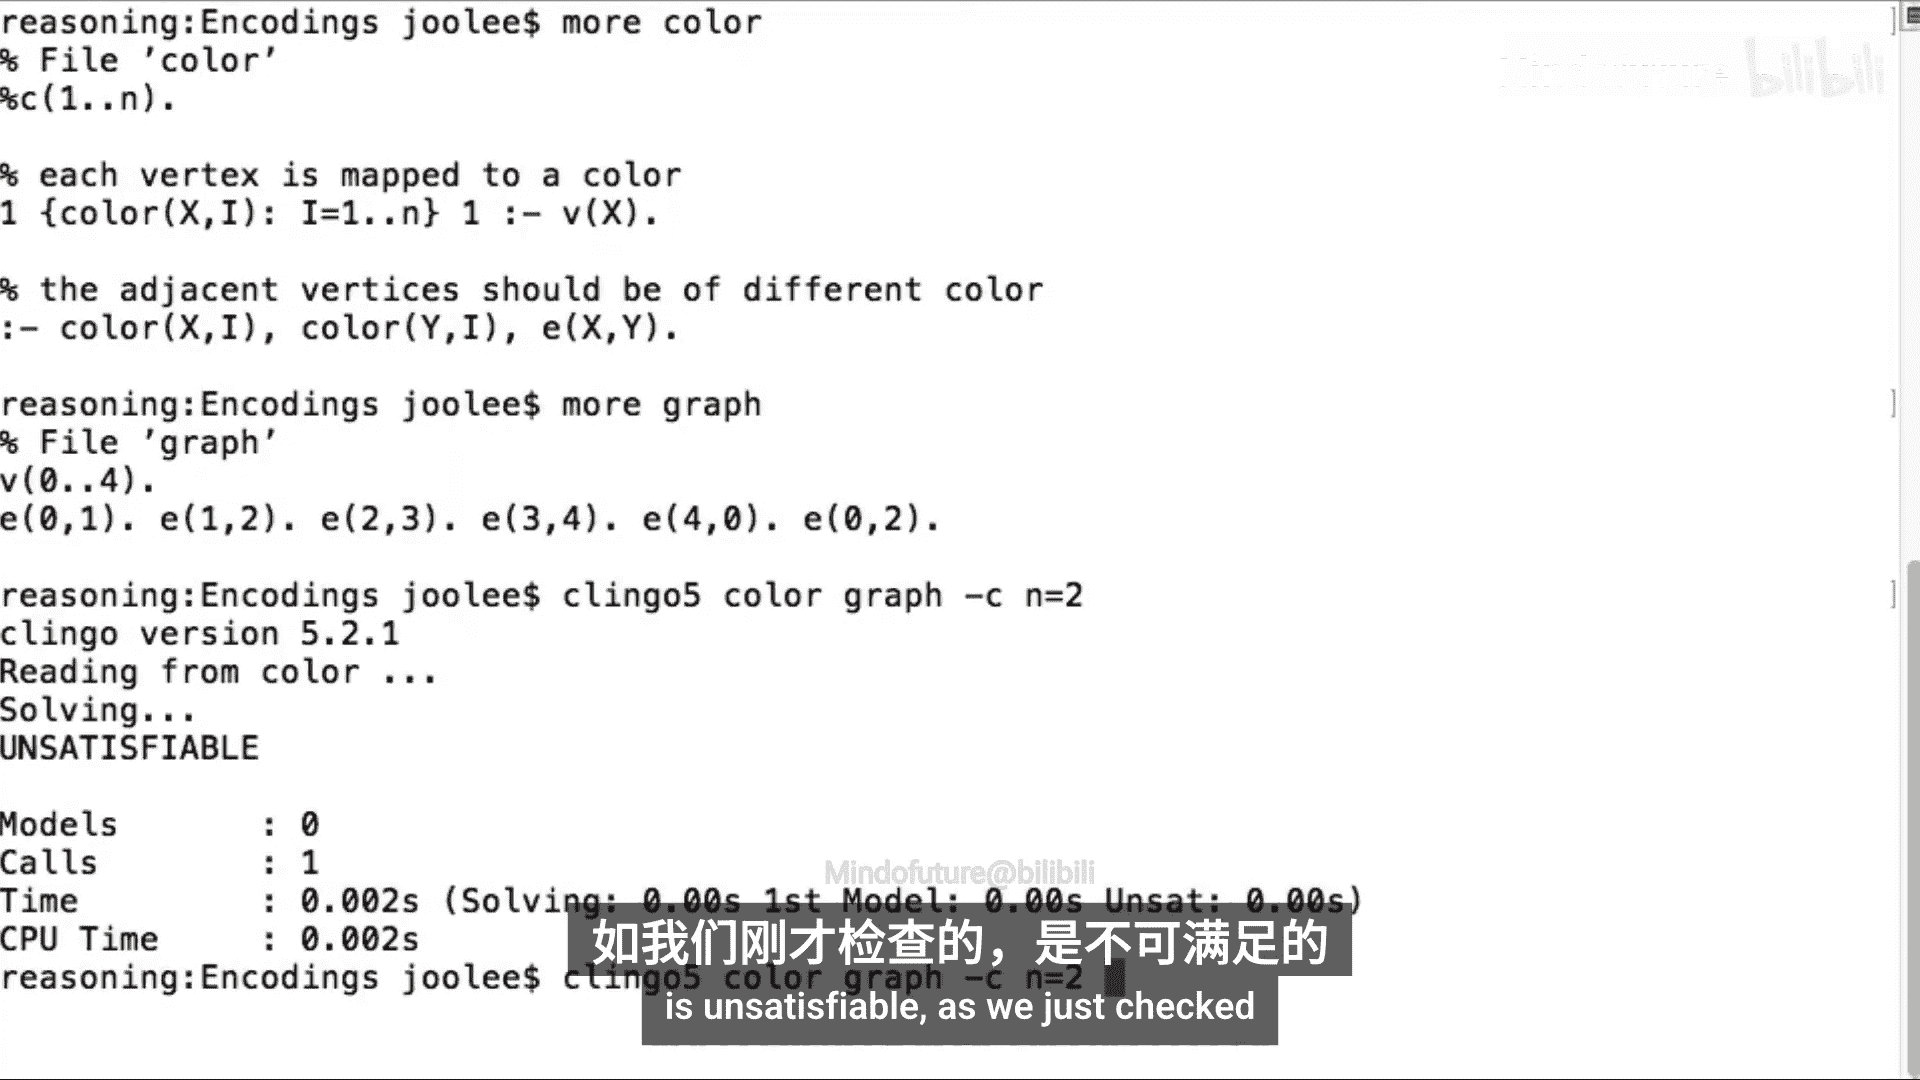 reasoning:Encodings joolee$ more color
% File 'color'
%c(1..n).
% each vertex is mapped to a color
1 {color(X,I): I=1..n} 1 :- v(X).
% the adjacent vertices should be of different color
:- color(X,I), color(Y,I), e(X,Y).
reasoning:Encodings joolee$ more graph
% File 'graph'
v(0..4).
e(0,1). e(1,2). e(2,3). e(3,4). e(4,0). e(0,2).
reasoning:Encodings joolee$ clingo5 color graph -c n=2
clingo version 5.2.1
Reading from color ...
Solving...
UNSATISFIABLE
Models : 0
Calls : 1
Mindofuture@bilibili
Time : 0.002s (Solving: 0.00s 1st Model: 0.00s Unsat: 0.00s)
CPU Time : 0.002s
如我们刚才检查的，是不可满足的
reasoning:Encodings joolee$ clingo5 color graph -c n=2
is unsatisfiable, as we just checked
bilibili